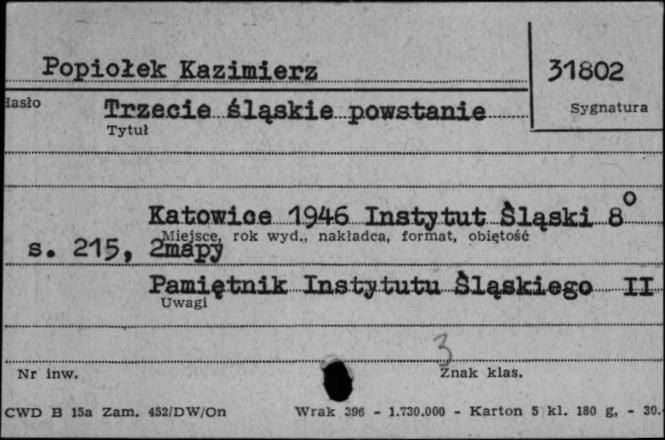 Popiołek Kazimierz
31802
Hasło
Sygnatura
Trzecie śląskie powstanie
Tytuł
Katowice 1946 Instytut Śląski 8°
Miejsce, rok wyd., nakładca, format, objętość
s. 215, 2mapy
Pamiętnik Instytutu Śląskiego II
Uwagi
3
Nr inw.
Znak klas.
CWD B 15a Zam. 452/DW/On
Wrak 396 - 1.730.000 - Karton 5 kl. 180 g, - 30.